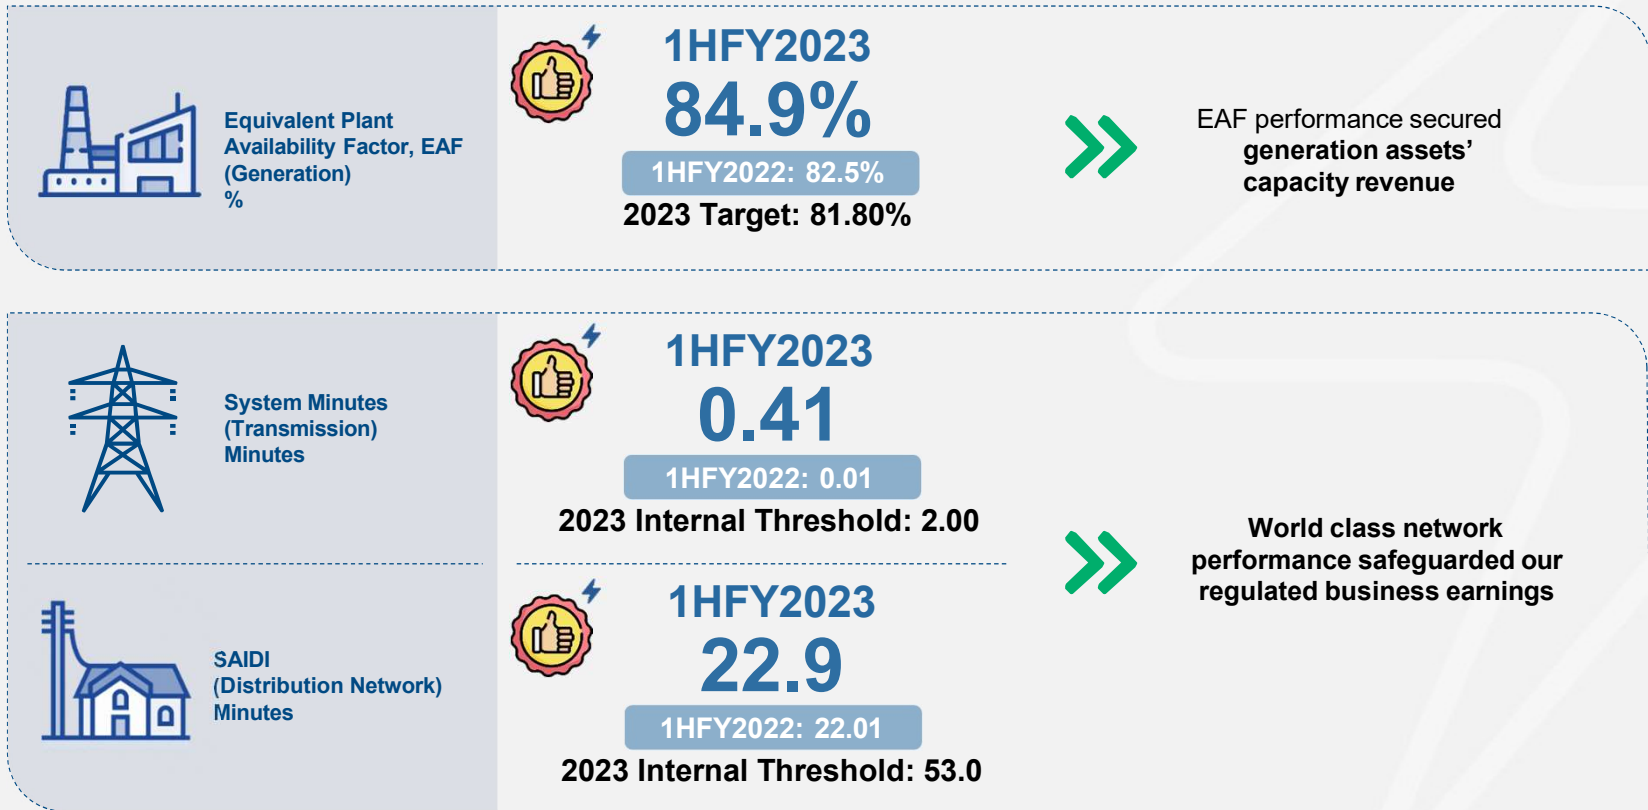 Equivalent Plant
Availability Factor, EAF
(Generation)
%
1HFY2023
84.9%
1HFY2022: 82.5%
2023 Target: 81.80%
EAF performance secured
generation assets’
capacity revenue
System Minutes
(Transmission)
Minutes
1HFY2023
0.41
1HFY2022: 0.01
2023 Internal Threshold: 2.00
SAIDI
(Distribution Network)
Minutes
1HFY2023
22.9
1HFY2022: 22.01
2023 Internal Threshold: 53.0
World class network
performance safeguarded our
regulated business earnings